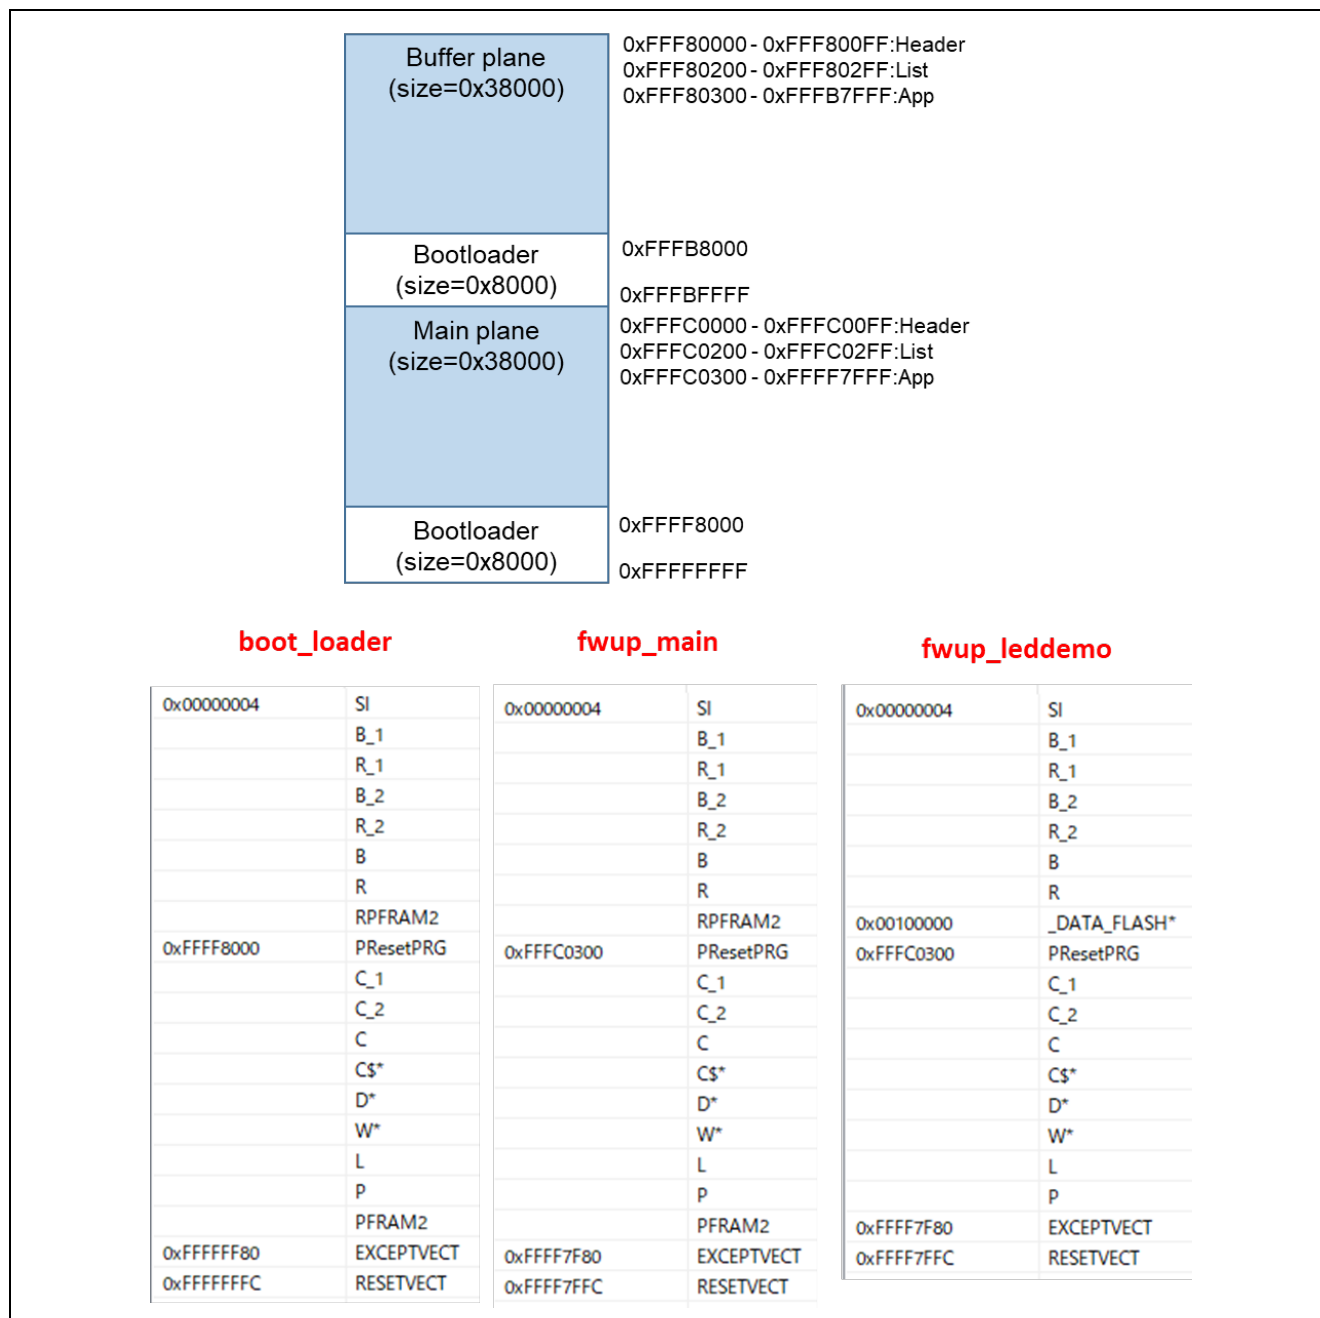 Buffer plane
(size=0x38000)
0xFFF80000 - 0xFFF800FF:Header
0xFFF80200 - 0xFFF802FF:List
0xFFF80300 - 0xFFFB7FFF:App
Bootloader
(size=0x8000)
0xFFFB8000
0xFFFBFFFF
Main plane
(size=0x38000)
0xFFFC0000 - 0xFFFC00FF:Header
0xFFFC0200 - 0xFFFC02FF:List
0xFFFC0300 - 0xFFFF7FFF:App
Bootloader
(size=0x8000)
0xFFFF8000
0xFFFFFFFF
boot_loader
0x00000004 SI
B_1
R_1
B_2
R_2
B
R
RPFRAM2
0xFFFF8000 PResetPRG
C_1
C_2
C
C$*
D*
W*
L
P
PFRAM2
0xFFFFFF80 EXCEPTVECT
0xFFFFFFFC RESETVECT
fwup_main
0x00000004 SI
B_1
R_1
B_2
R_2
B
R
RPFRAM2
0xFFFC0300 PResetPRG
C_1
C_2
C
C$*
D*
W*
L
P
PFRAM2
0xFFFF7F80 EXCEPTVECT
0xFFFF7FFC RESETVECT
fwup_leddemo
0x00000004 SI
B_1
R_1
B_2
R_2
B
R
0x00100000 _DATA_FLASH*
0xFFFC0300 PResetPRG
C_1
C_2
C
C$*
D*
W*
L
P
0xFFFF7F80 EXCEPTVECT
0xFFFF7FFC RESETVECT